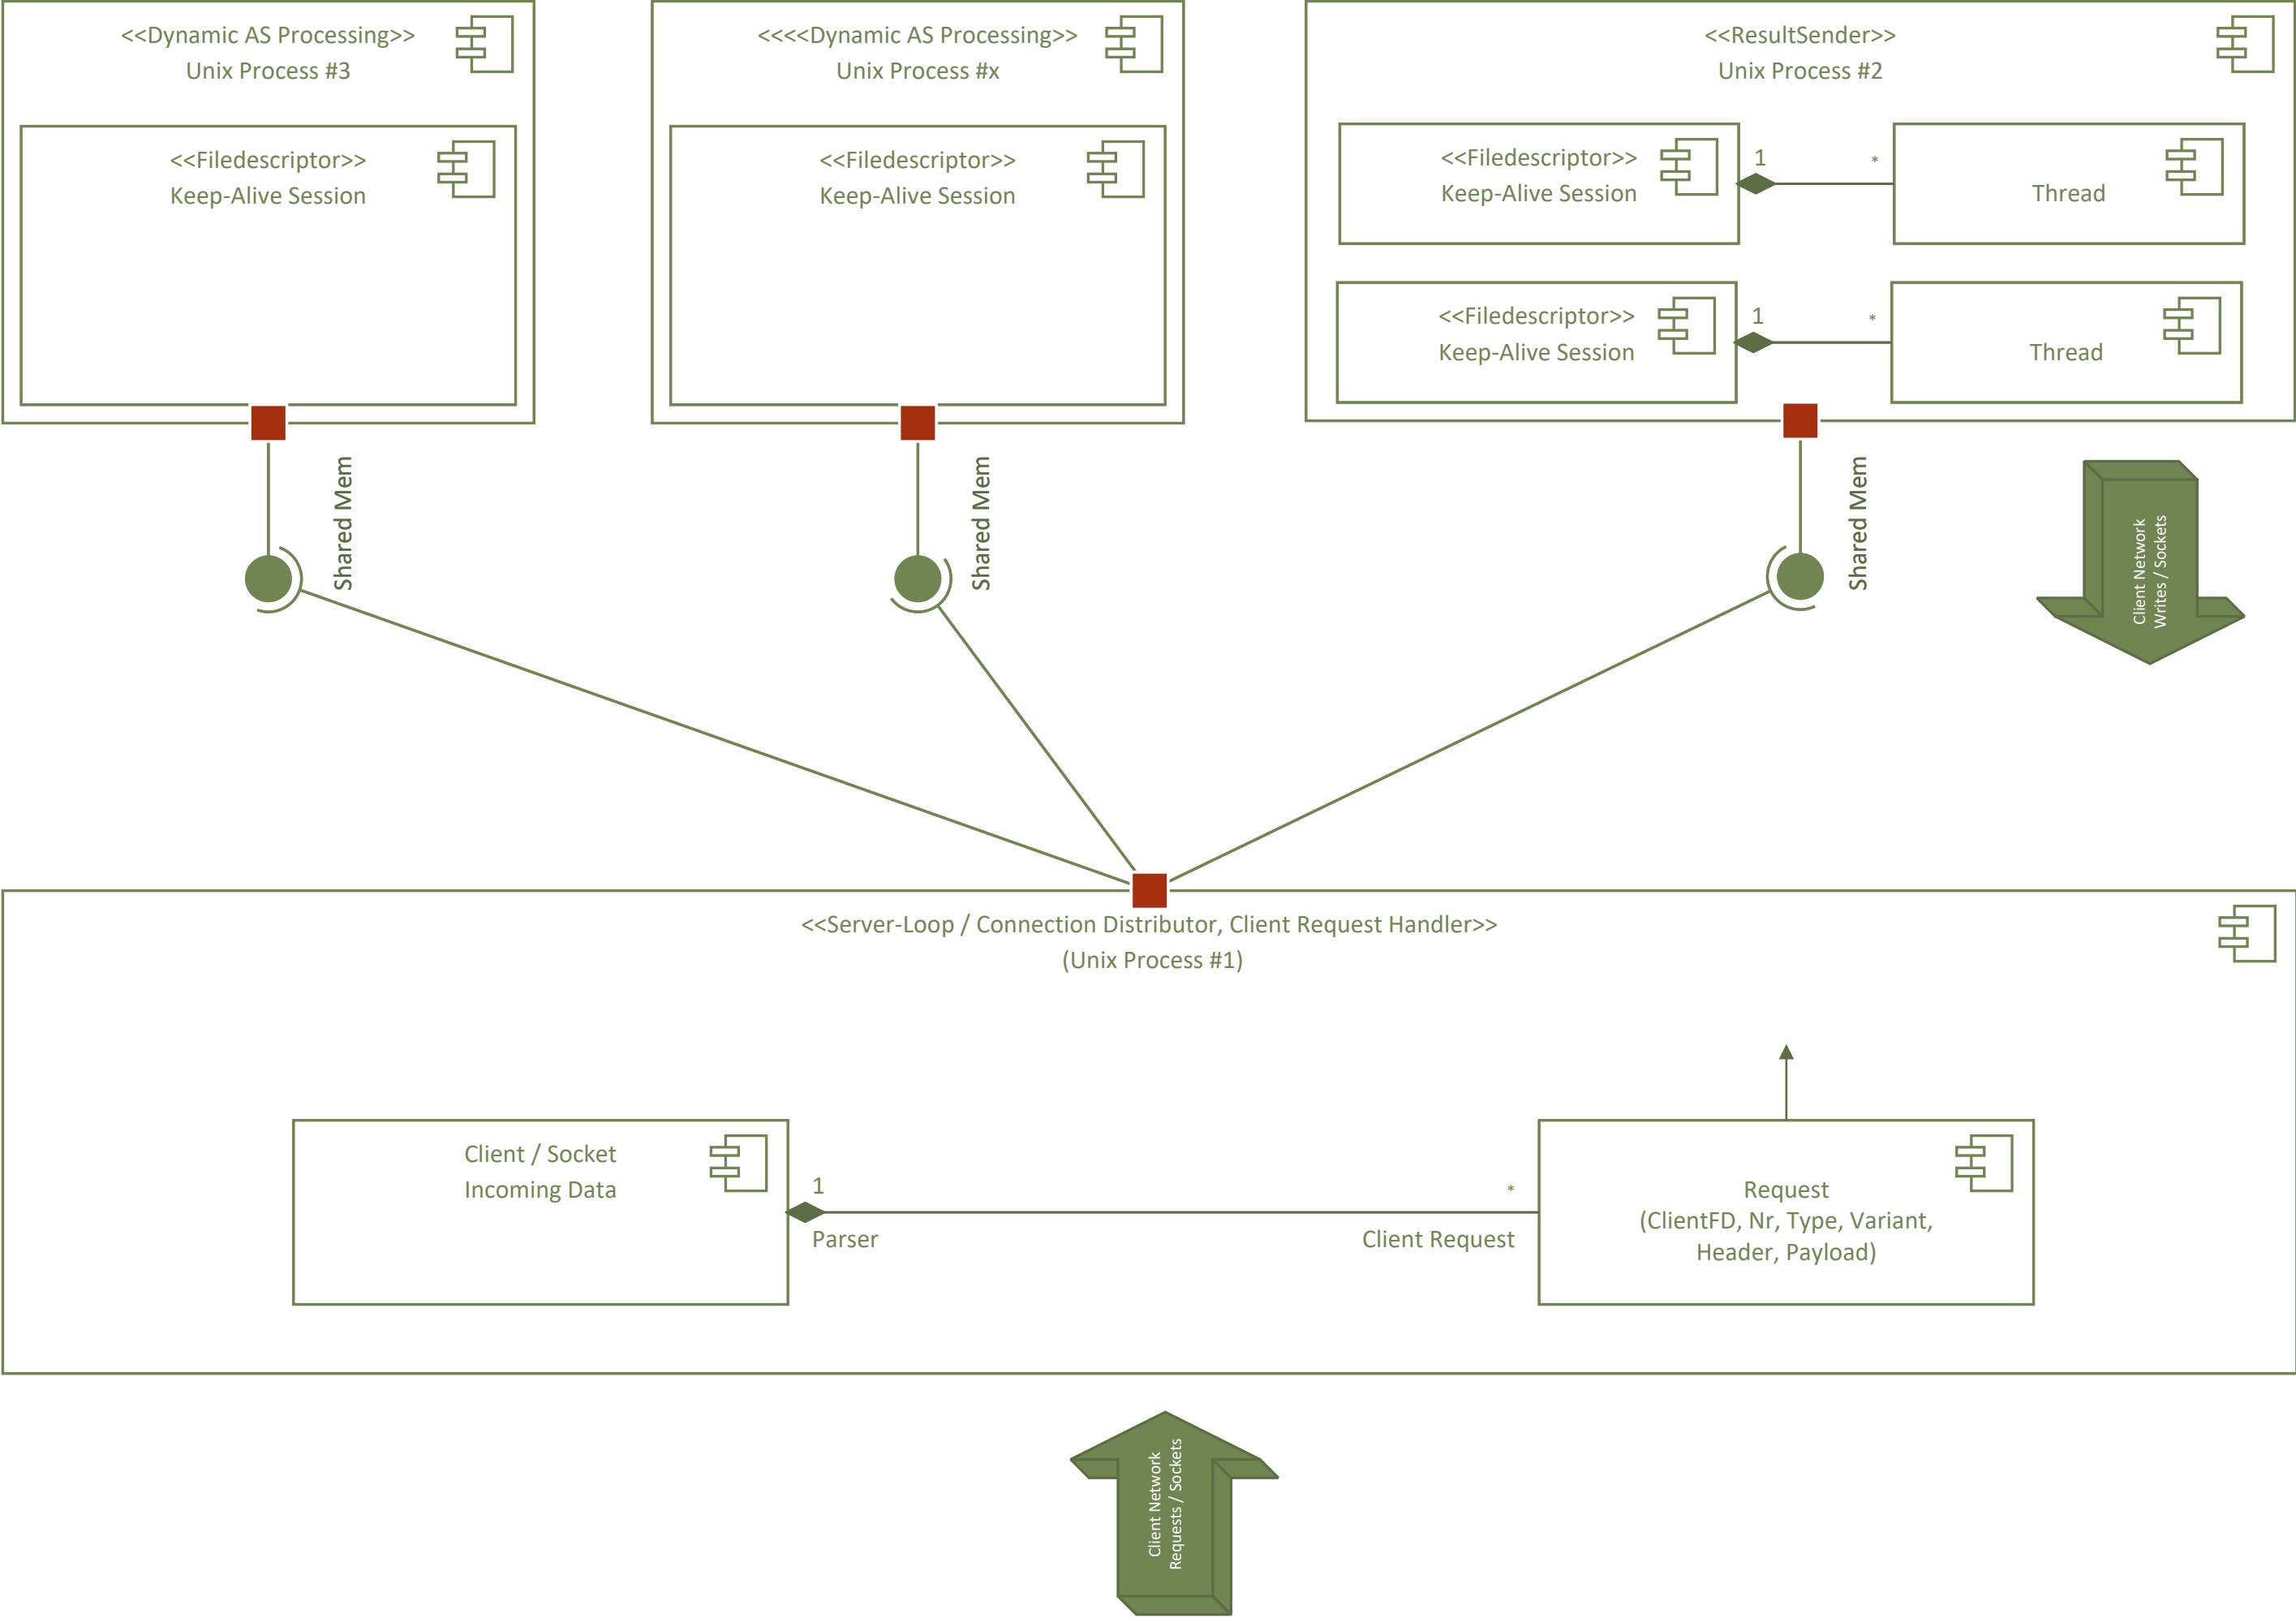 <<Dynamic AS Processing>>
Unix Process #3
<<Filedescriptor>>
Keep-Alive Session
<<<<Dynamic AS Processing>>
Unix Process #x
<<Filedescriptor>>
Keep-Alive Session
<<ResultSender>>
Unix Process #2
<<Filedescriptor>>
Keep-Alive Session
1
*
Thread
<<Filedescriptor>>
Keep-Alive Session
1
*
Thread
Shared Mem
Shared Mem
Shared Mem
Client Network
Writes / Sockets
<<Server-Loop / Connection Distributor, Client Request Handler>>
(Unix Process #1)
Client / Socket
Incoming Data
1
Parser
*
Client Request
Request
(ClientFD, Nr, Type, Variant,
Header, Payload)
Client Network
Requests / Sockets